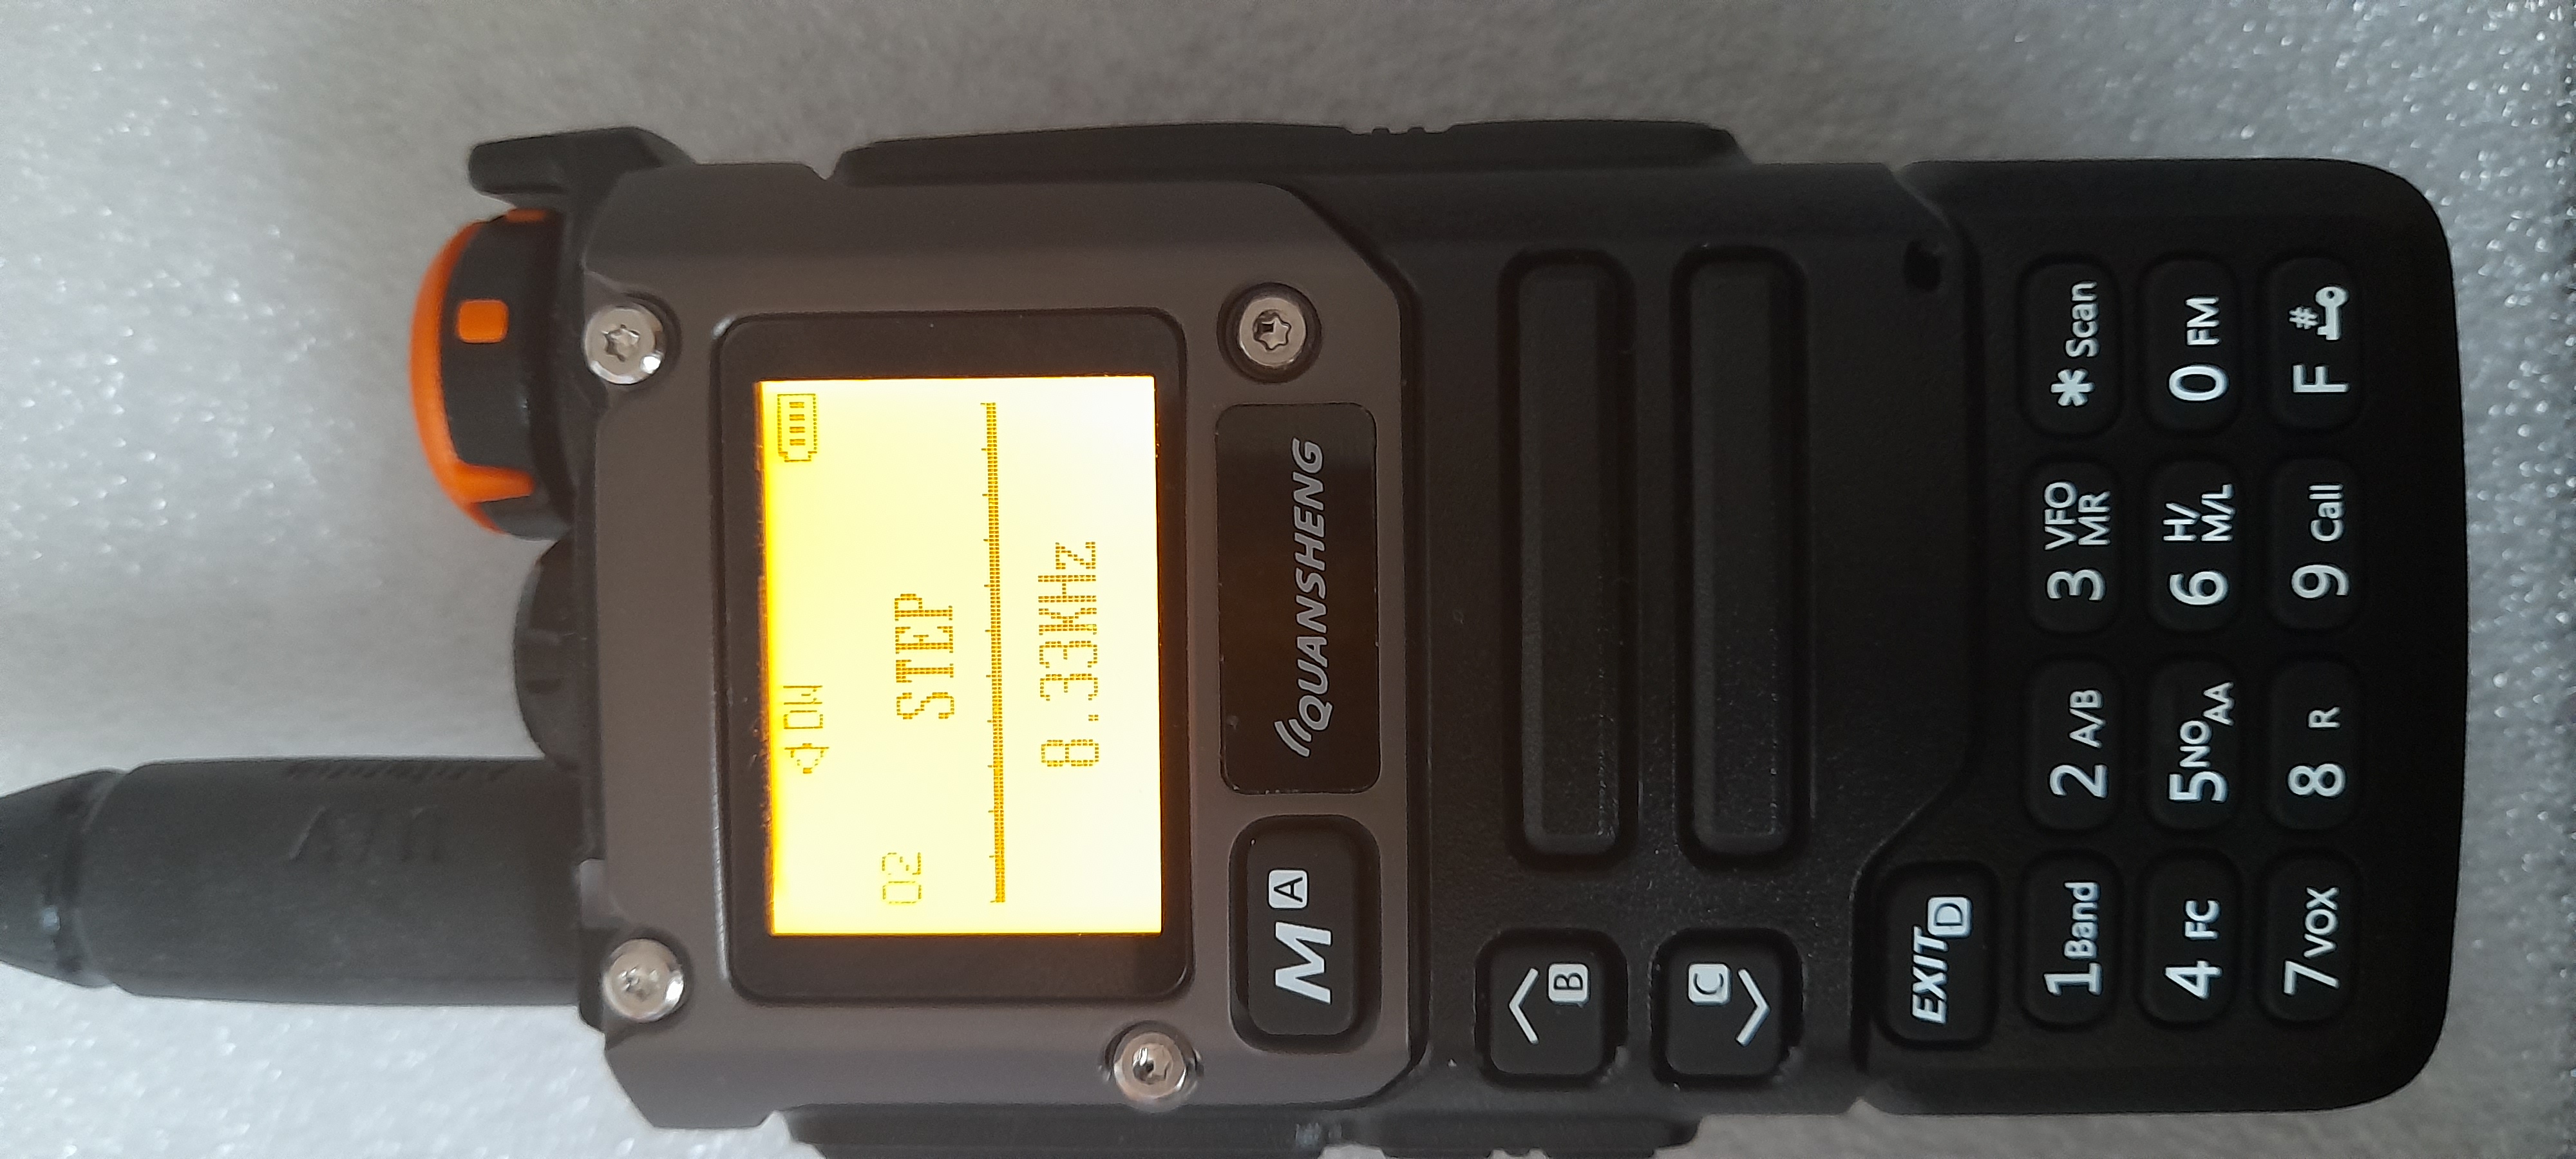 DW
02 STEP
8.33KHz
M A
QUANSHENG
B
C
EXIT D
1 Band 2 A/B 3 VFO MR * Scan
4 FC 5 NO AA 6 H/M/L 0 FM
7 VOX 8 R 9 Call F #